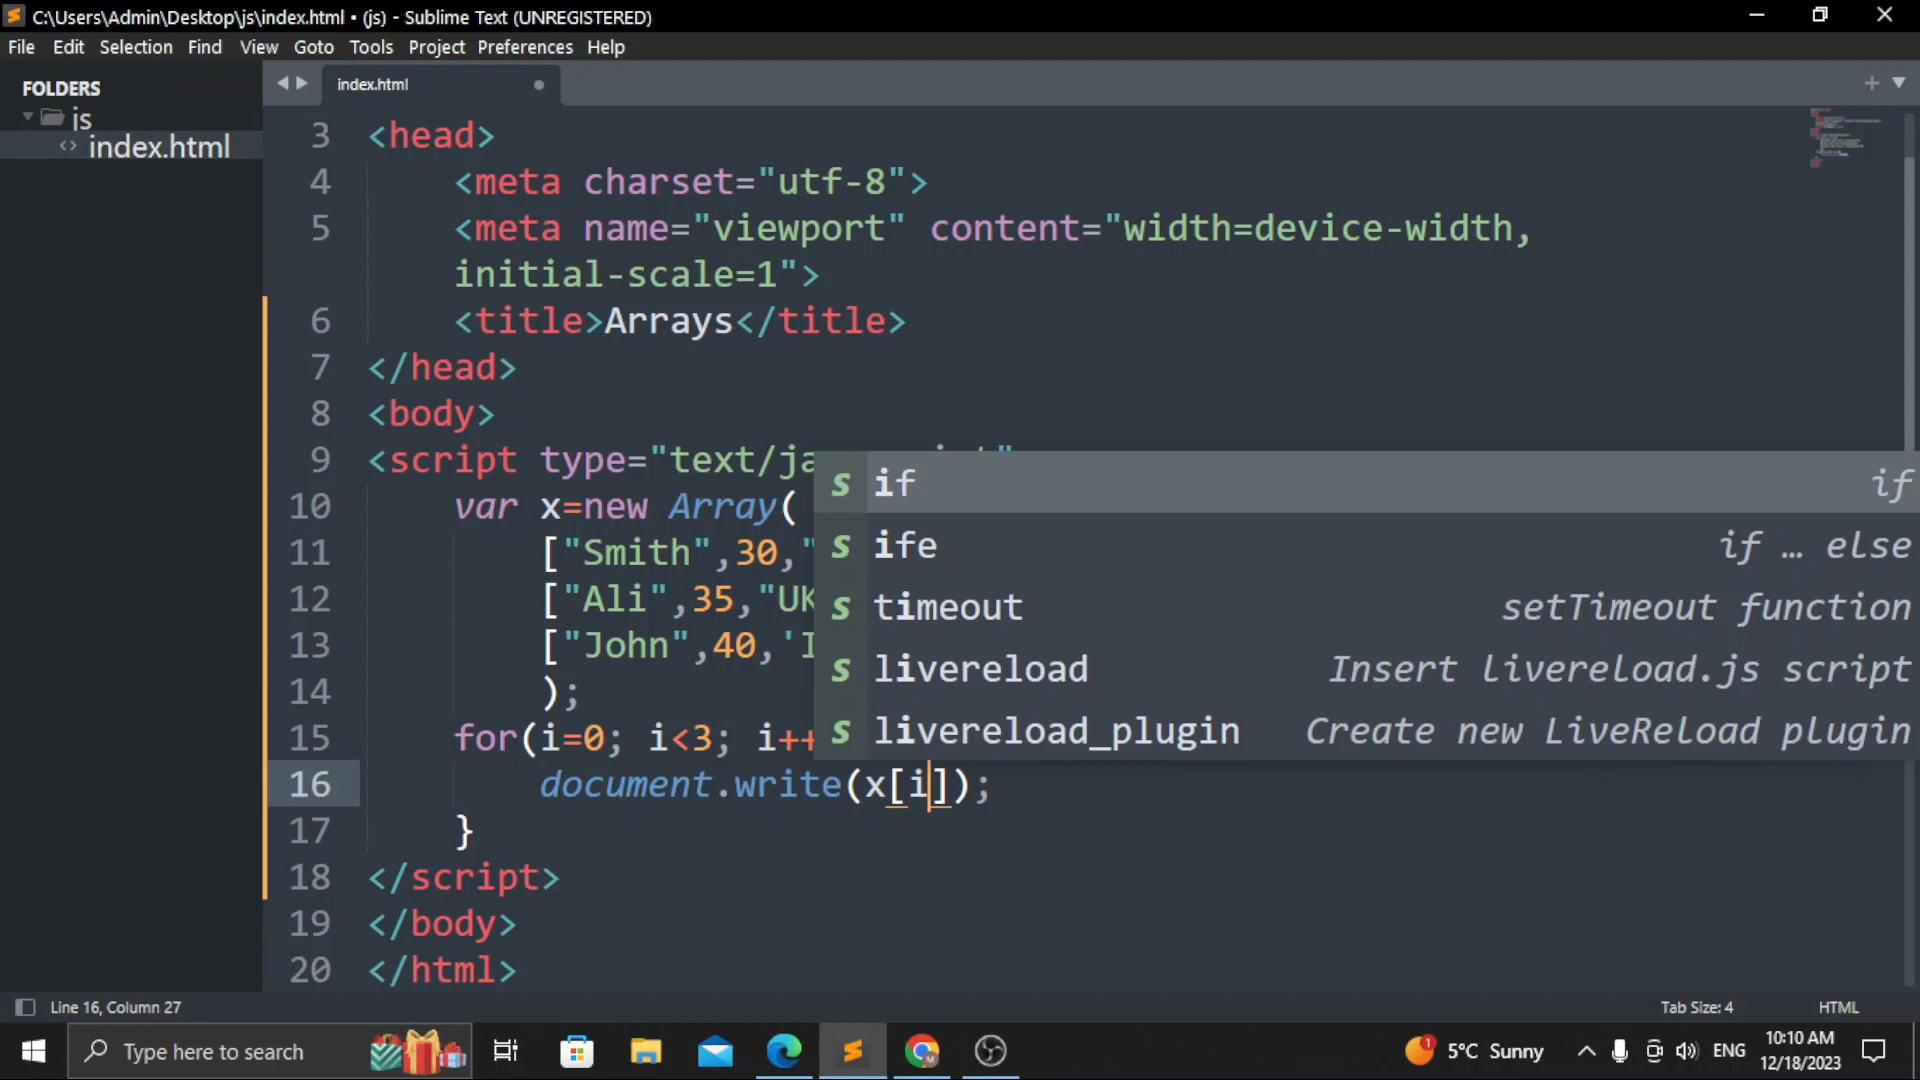 C:\Users\Admin\Desktop\js\index.html • (js) - Sublime Text (UNREGISTERED)
File Edit Selection Find View Goto Tools Project Preferences Help
FOLDERS
js
index.html
index.html
3 <head>
4 <meta charset="utf-8">
5 <meta name="viewport" content="width=device-width,
initial-scale=1">
6 <title>Arrays</title>
7 </head>
8 <body>
9 <script type="text/ja
10 var x=new Array(
11 ["Smith",30,"
12 ["Ali",35,"UK
13 ["John",40,'I
14 );
15 for(i=0; i<3; i++
16 document.write(x[i]);
17 }
18 </script>
19 </body>
20 </html>
s if if
s ife if … else
s timeout setTimeout function
s livereload Insert livereload.js script
s livereload_plugin Create new LiveReload plugin
Line 16, Column 27 Tab Size: 4 HTML
Type here to search
1 5°C Sunny ENG 10:10 AM
12/18/2023